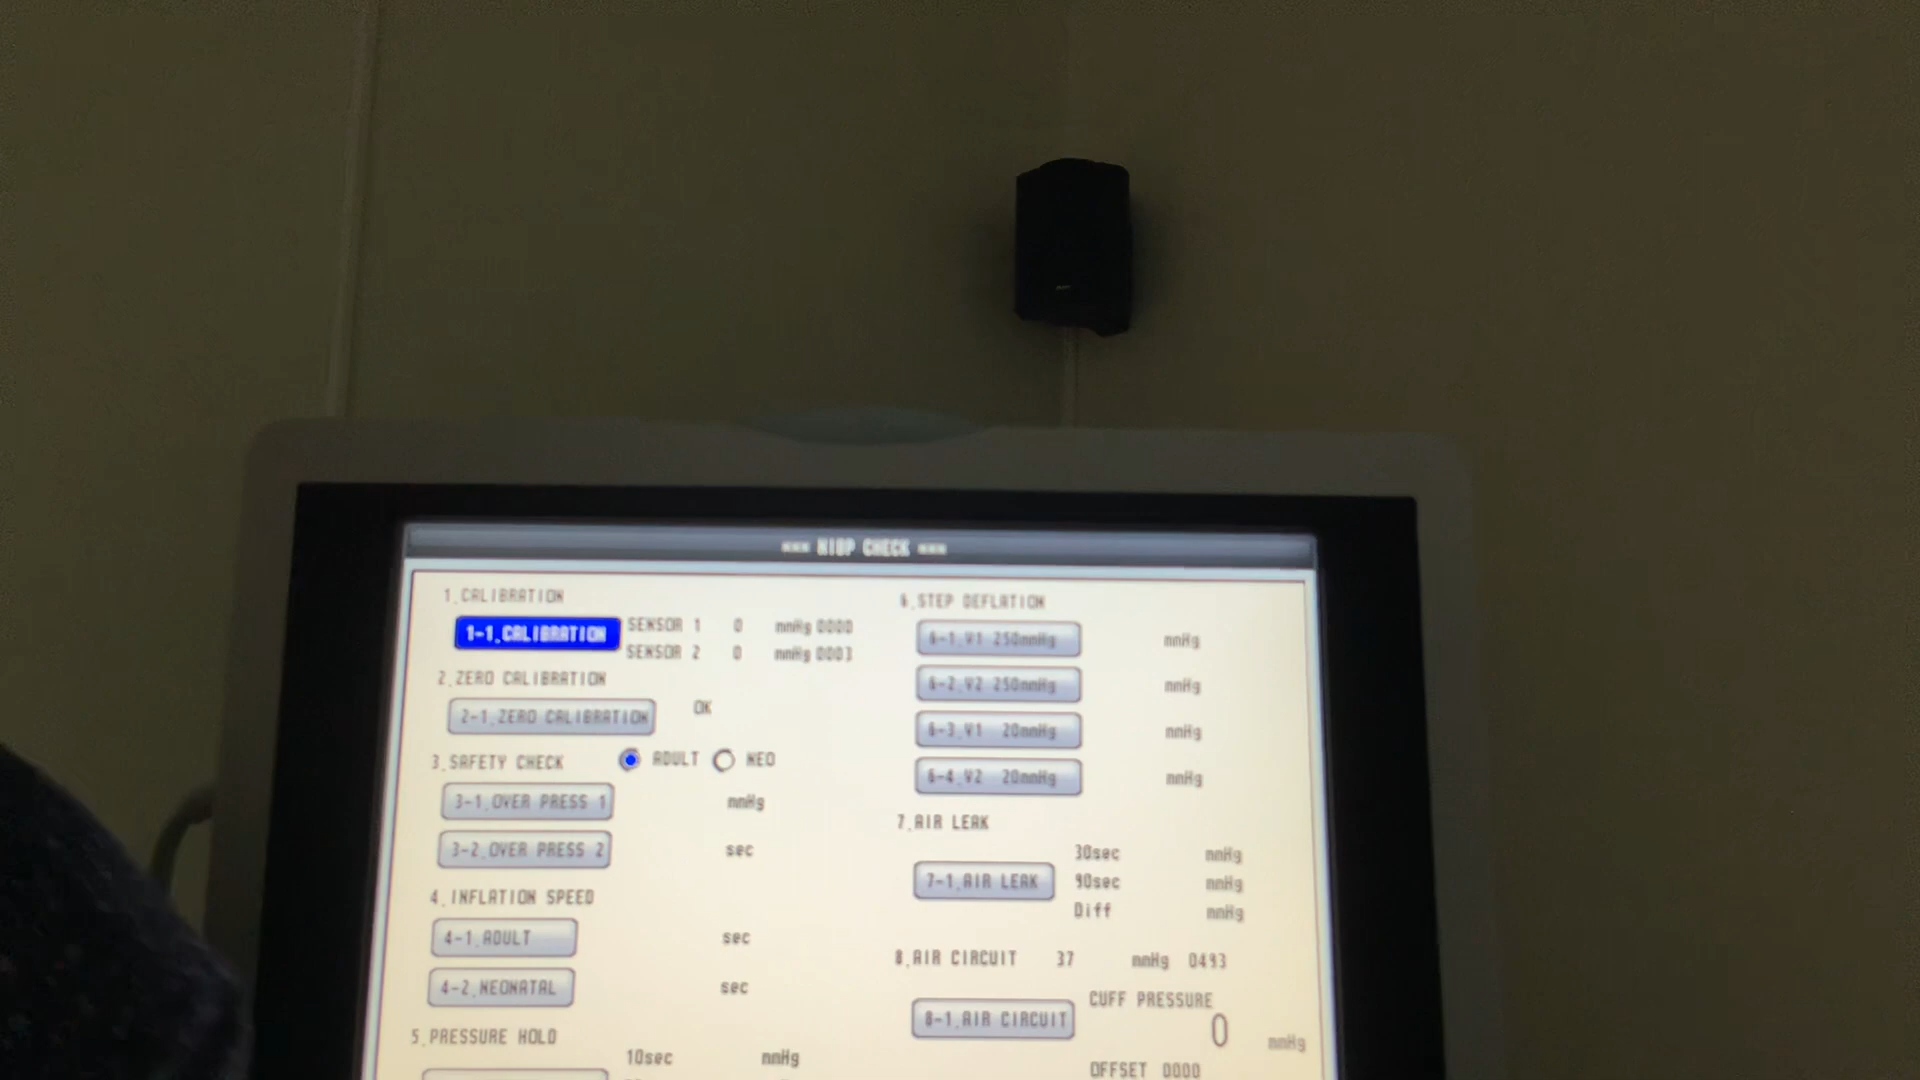 *** NIBP CHECK ***
1.CALIBRATION
1-1.CALIBRATION
SENSOR 1 0 mmHg 0000
SENSOR 2 0 mmHg 0003
2.ZERO CALIBRATION
2-1.ZERO CALIBRATION OK
3.SAFETY CHECK ADULT NEO
3-1.OVER PRESS 1 mmHg
3-2.OVER PRESS 2 sec
4.INFLATION SPEED
4-1.ADULT sec
4-2.NEONATAL sec
5.PRESSURE HOLD
10sec mmHg
6.STEP DEFLATION
6-1.V1 250mmHg mmHg
6-2.V2 250mmHg mmHg
6-3.V1 20mmHg mmHg
6-4.V2 20mmHg mmHg
7.AIR LEAK
7-1.AIR LEAK
30sec mmHg
90sec mmHg
Diff mmHg
8.AIR CIRCUIT 37 mmHg 0493
8-1.AIR CIRCUIT
CUFF PRESSURE
0 mmHg
OFFSET 0000